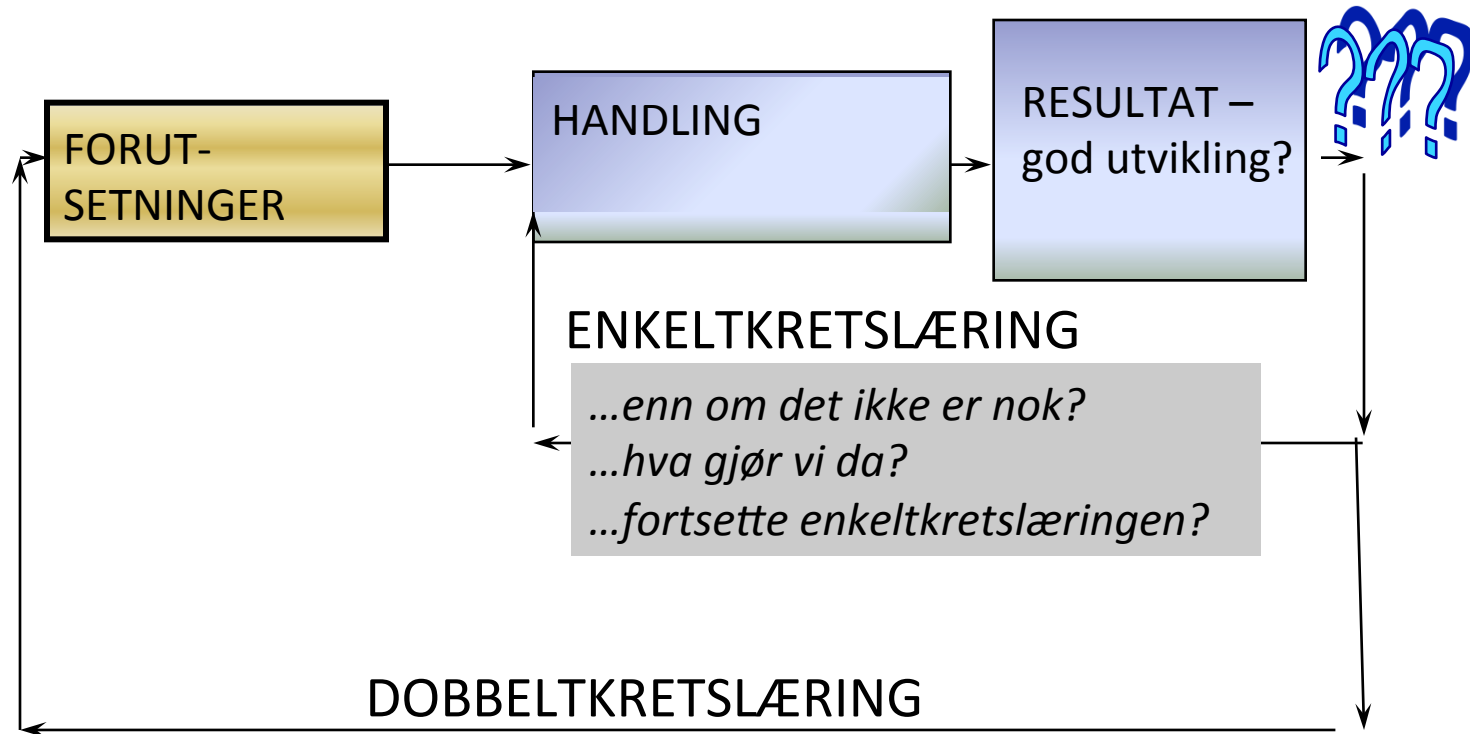 FORUT-
SETNINGER
HANDLING
RESULTAT –
god utvikling?
???
ENKELTKRETSLÆRING
...enn om det ikke er nok?
...hva gjør vi da?
...fortsette enkeltkretslæringen?
DOBBELTKRETSLÆRING